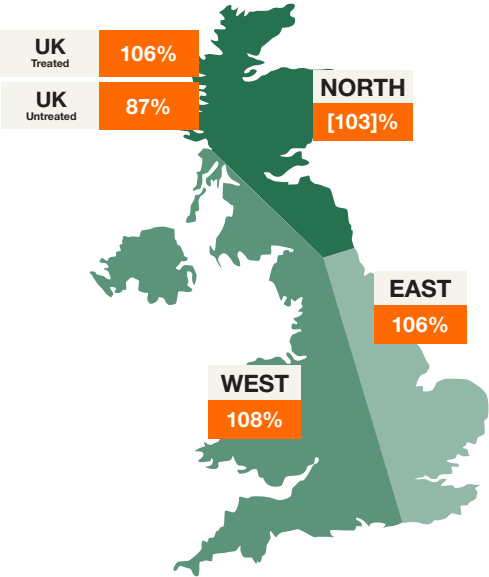 UK
Treated
106%
UK
Untreated
87%
NORTH
[103]%
EAST
106%
WEST
108%